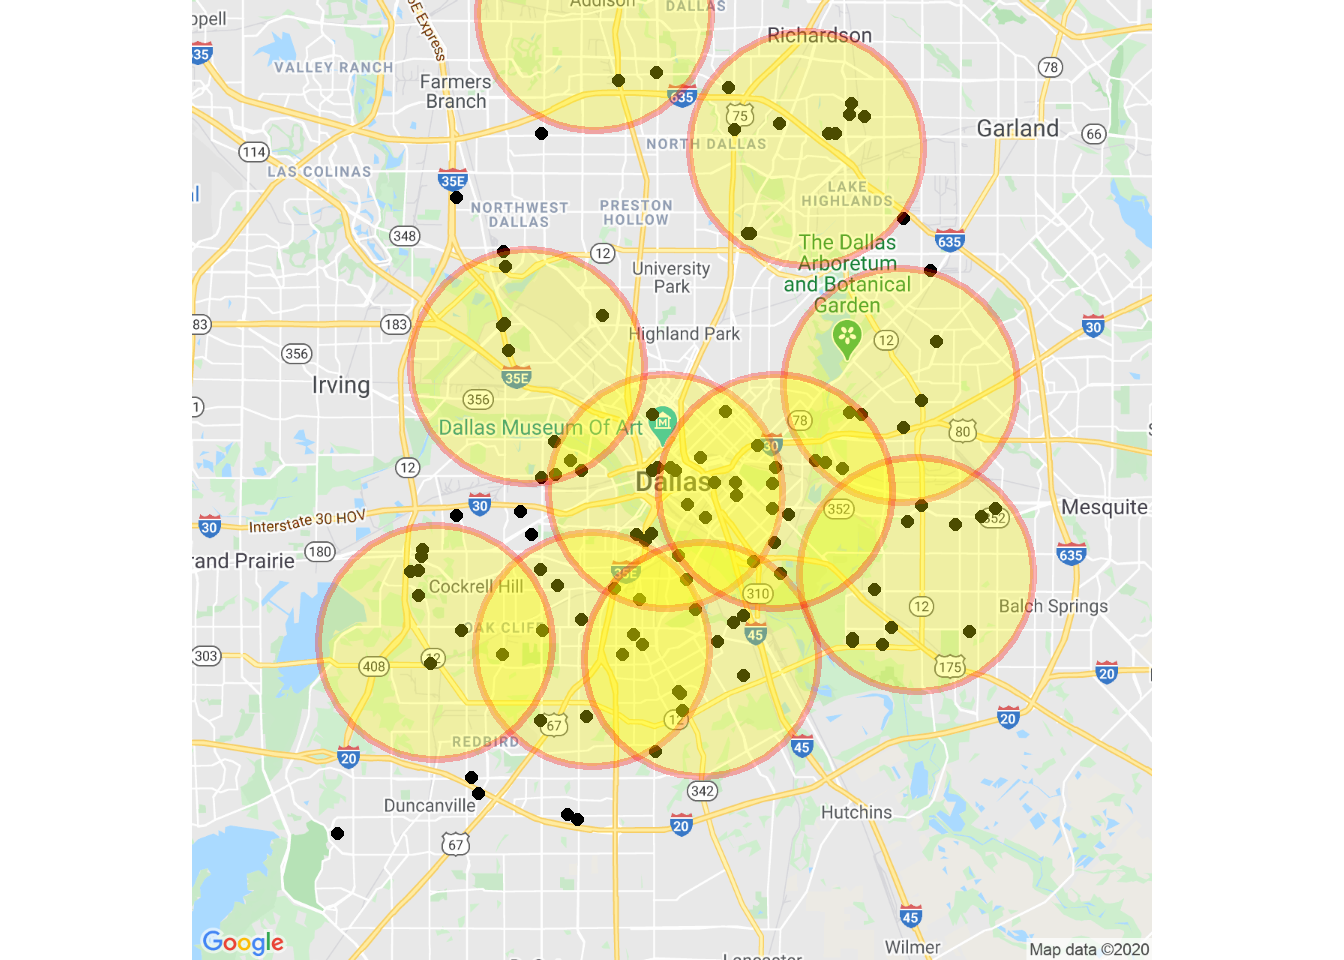 Addison
DALLAS
ppell
35
E Express
Richardson
VALLEY RANCH
Farmers
Branch
78
635
75
Garland
66
114
NORTH DALLAS
LAS COLINAS
35E
LAKE
HIGHLANDS
NORTHWEST
DALLAS
PRESTON
HOLLOW
348
635
12
The Dallas
Arboretum
and Botanical
Garden
University
Park
83
183
30
Highland Park
12
356
35E
Irving
356
1
Dallas Museum Of Art
78
80
30
12
Dallas
30
Interstate 30 HOV
30
352
352
Mesquite
180
635
rand Prairie
35E
Cockrell Hill
310
12
Balch Springs
OAK CLIFF
45
303
408
12
175
20
12
67
20
REDBIRD
45
20
342
Duncanville
Hutchins
20
67
45
Google
Wilmer
Map data ©2020